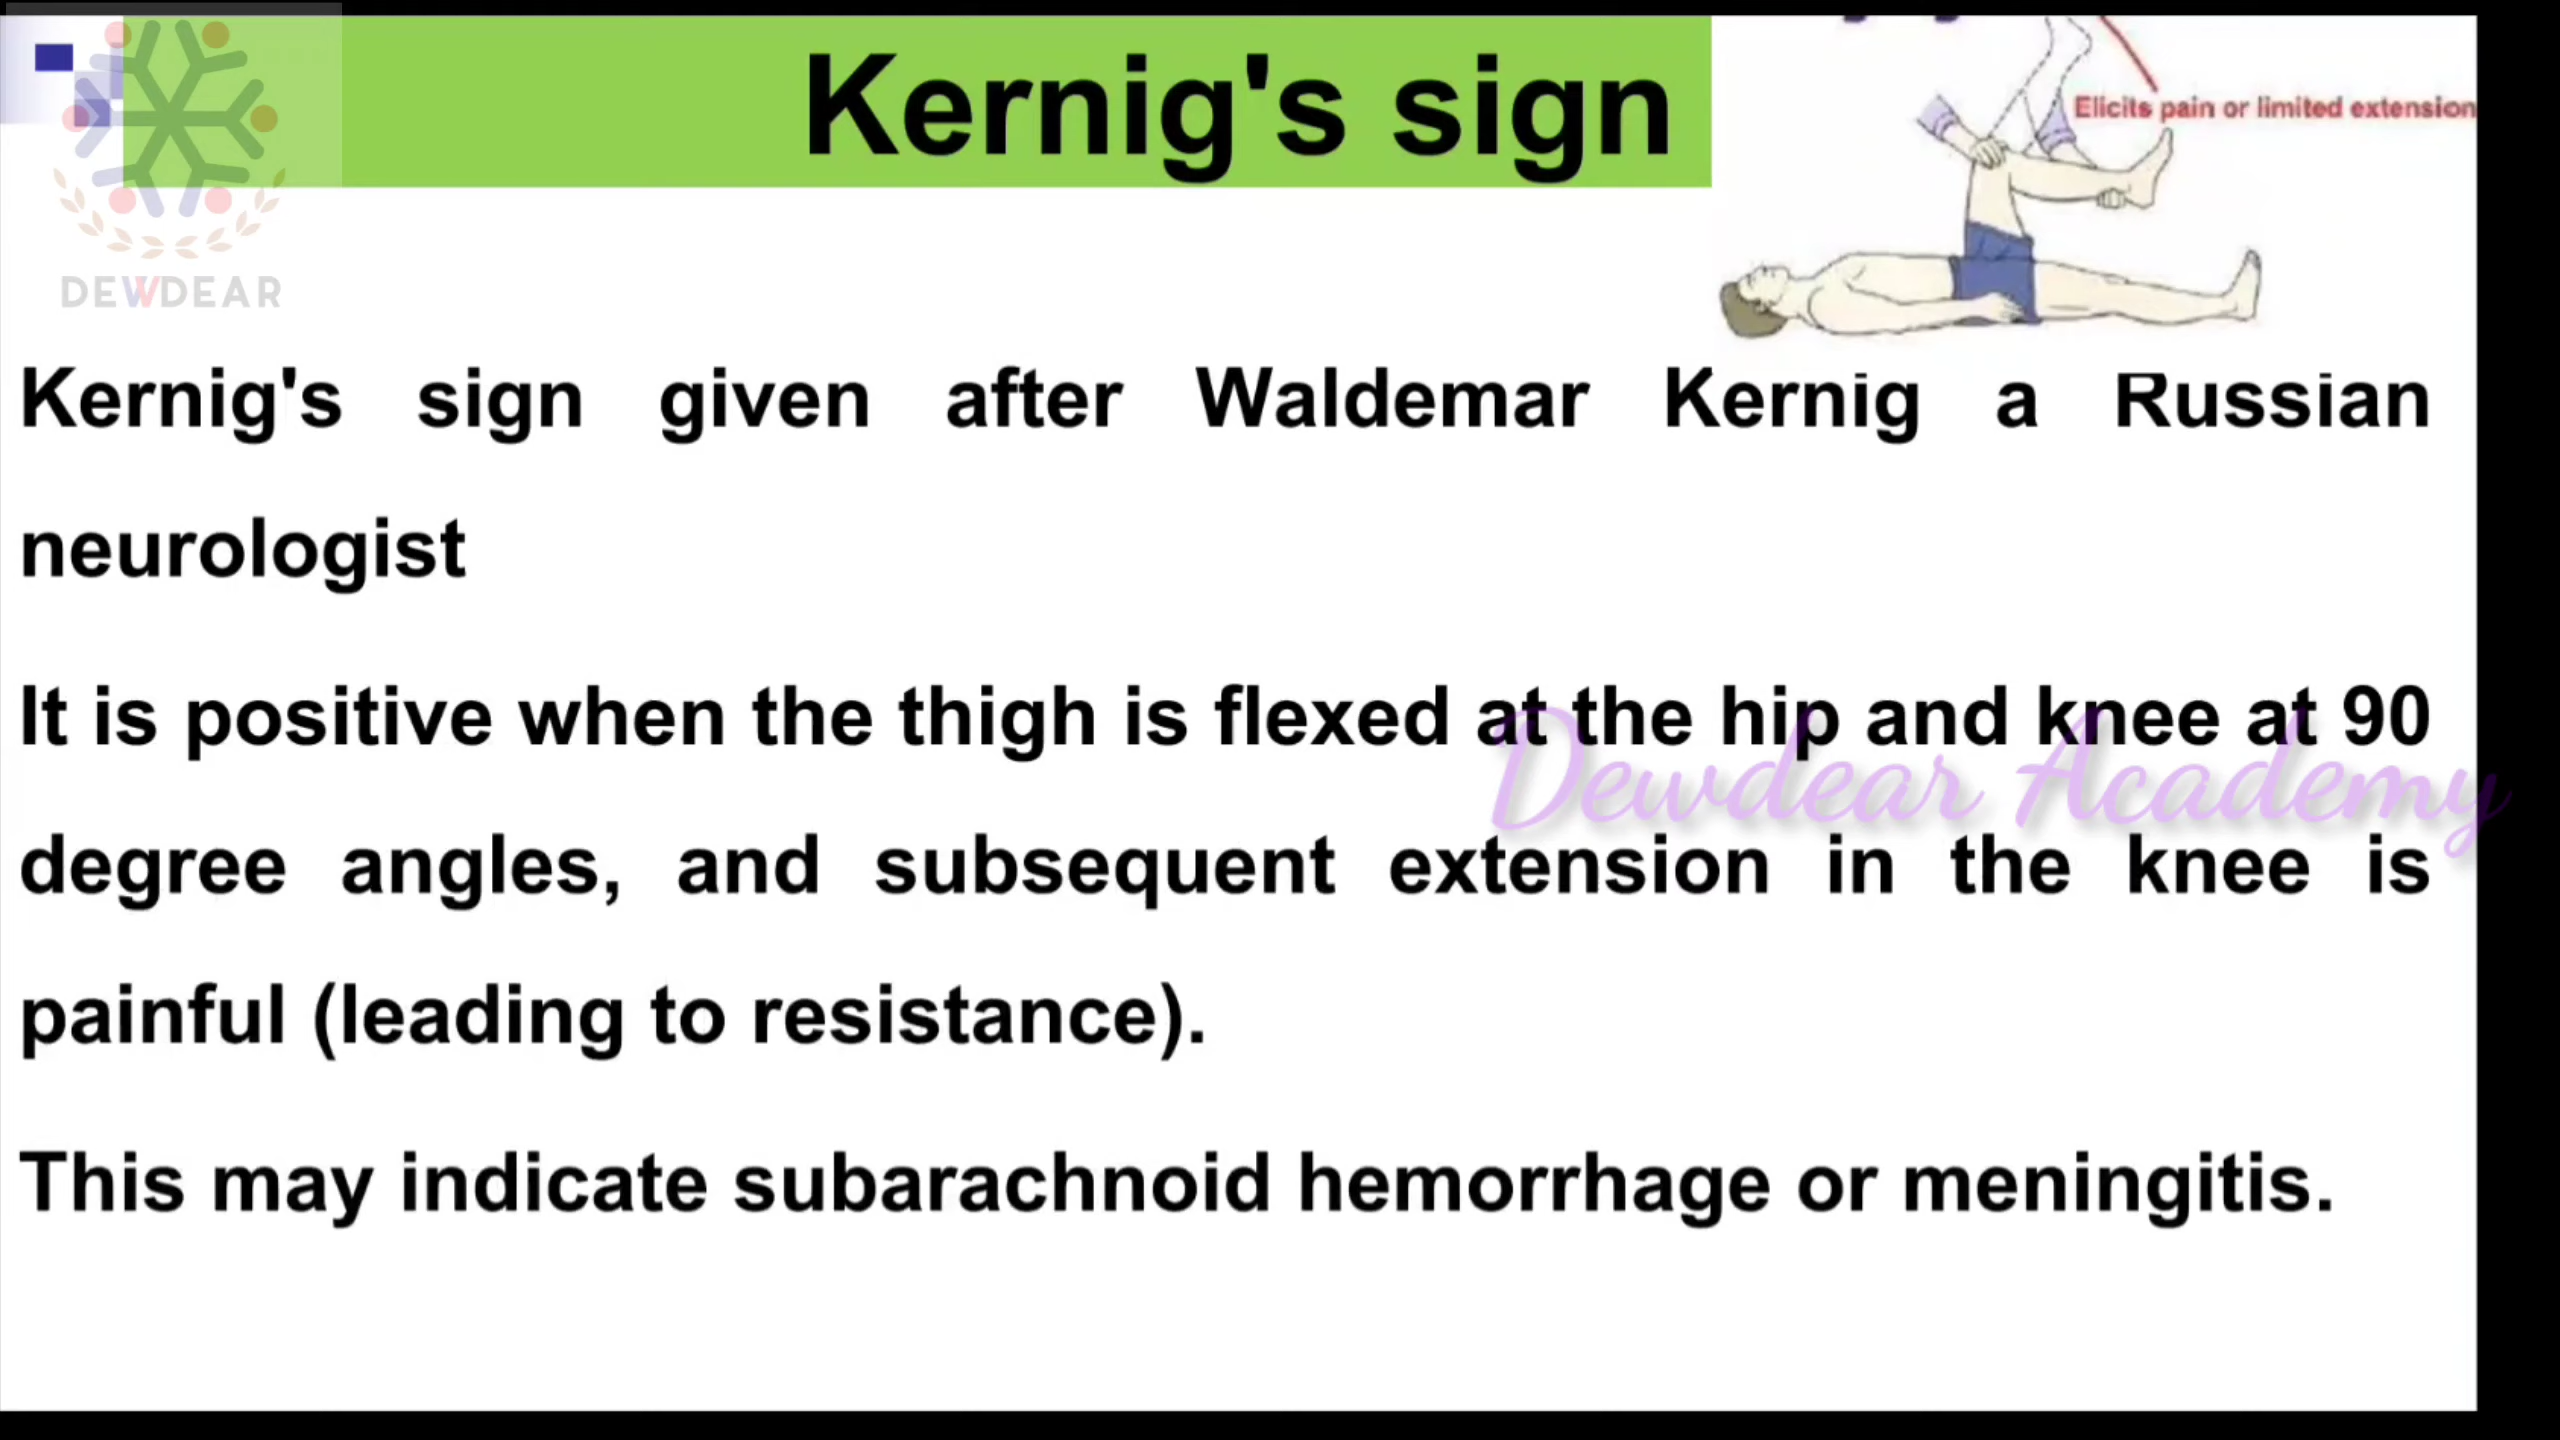 Kernig's sign
Elicits pain or limited extension
DEWDEAR
Kernig's sign given after Waldemar Kernig a Russian
neurologist
It is positive when the thigh is flexed at the hip and knee at 90
Dewdear Academy
degree angles, and subsequent extension in the knee is
painful (leading to resistance).
This may indicate subarachnoid hemorrhage or meningitis.